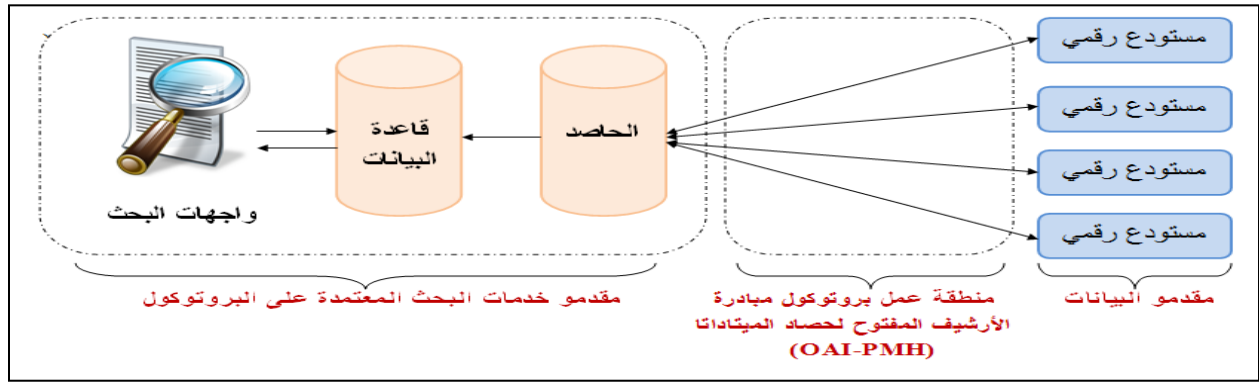 مستودع رقمي
مستودع رقمي
مستودع رقمي
مستودع رقمي
الحاصد
قاعدة
البيانات
واجهات البحث
مقدمو البيانات
منطقة عمل بروتوكول مبادرة
الأرشيف المفتوح لحصاد الميتاداتا
(OAI-PMH)
مقدمو خدمات البحث المعتمدة على البروتوكول